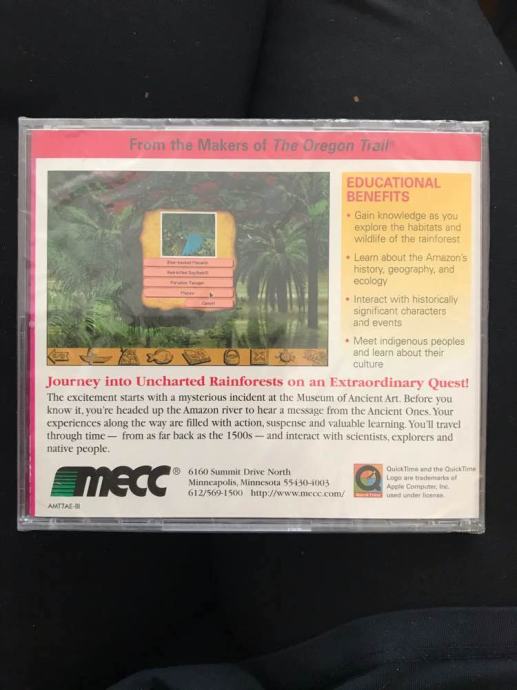 From the Makers of The Oregon Trail®
EDUCATIONAL
BENEFITS
• Gain knowledge as you
explore the habitats and
wildlife of the rainforest
• Learn about the Amazon's
history, geography, and
ecology
• Interact with historically
significant characters
and events
• Meet indigenous peoples
and learn about their
culture
Paradise Tanager
Macaw
Cancel
Journey into Uncharted Rainforests on an Extraordinary Quest!
The excitement starts with a mysterious incident at the Museum of Ancient Art. Before you
know it, you're headed up the Amazon river to hear a message from the Ancient Ones. Your
experiences along the way are filled with action, suspense and valuable learning. You'll travel
through time — from as far back as the 1500s — and interact with scientists, explorers and
native people.
mecc®
AMT7AE-BI
6160 Summit Drive North
Minneapolis, Minnesota 55430-4003
612/569-1500 http://www.mecc.com/
QuickTime and the QuickTime
Logo are trademarks of
Apple Computer, Inc.
used under license.